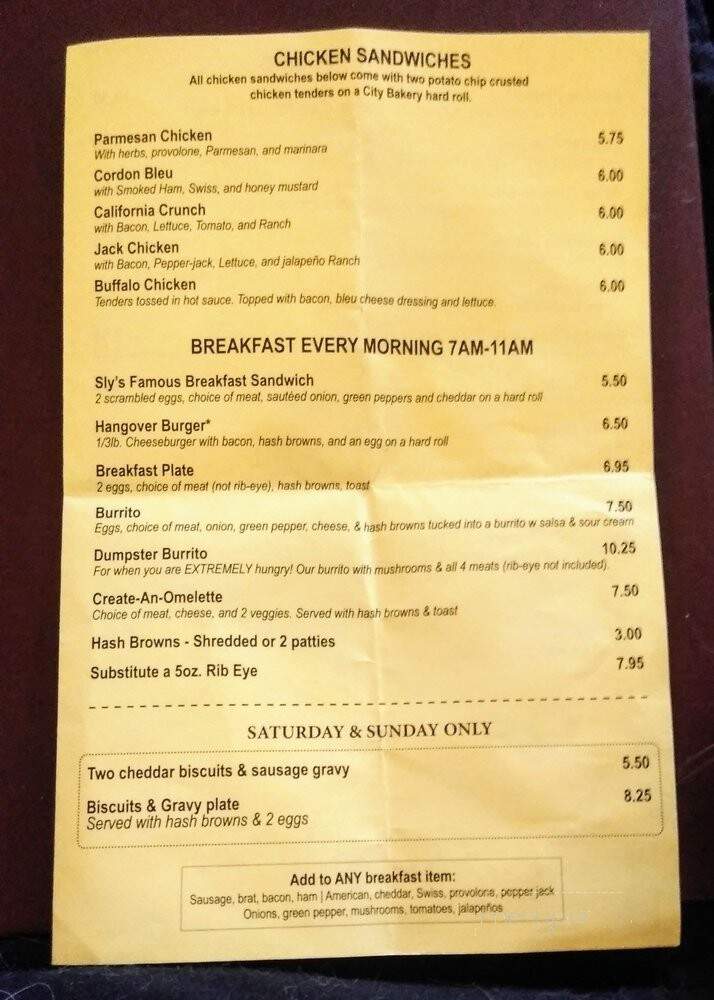 CHICKEN SANDWICHES
All chicken sandwiches below come with two potato chip crusted
chicken tenders on a City Bakery hard roll.
Parmesan Chicken 5.75
With herbs, provolone, Parmesan, and marinara
Cordon Bleu 6.00
with Smoked Ham, Swiss, and honey mustard
California Crunch 6.00
with Bacon, Lettuce, Tomato, and Ranch
Jack Chicken 6.00
with Bacon, Pepper-jack, Lettuce, and jalapeño Ranch
Buffalo Chicken 6.00
Tenders tossed in hot sauce. Topped with bacon, bleu cheese dressing and lettuce.
BREAKFAST EVERY MORNING 7AM-11AM
Sly's Famous Breakfast Sandwich 5.50
2 scrambled eggs, choice of meat, sautéed onion, green peppers and cheddar on a hard roll
Hangover Burger* 6.50
1/3lb. Cheeseburger with bacon, hash browns, and an egg on a hard roll
Breakfast Plate 6.95
2 eggs, choice of meat (not rib-eye), hash browns, toast
Burrito 7.50
Eggs, choice of meat, onion, green pepper, cheese, & hash browns tucked into a burrito w salsa & sour cream
Dumpster Burrito 10.25
For when you are EXTREMELY hungry! Our burrito with mushrooms & all 4 meats (rib-eye not included).
Create-An-Omelette 7.50
Choice of meat, cheese, and 2 veggies. Served with hash browns & toast
Hash Browns - Shredded or 2 patties 3.00
Substitute a 5oz. Rib Eye 7.95
SATURDAY & SUNDAY ONLY
Two cheddar biscuits & sausage gravy 5.50
Biscuits & Gravy plate 8.25
Served with hash browns & 2 eggs
Add to ANY breakfast item:
Sausage, brat, bacon, ham | American, cheddar, Swiss, provolone, pepper jack
Onions, green pepper, mushrooms, tomatoes, jalapeños